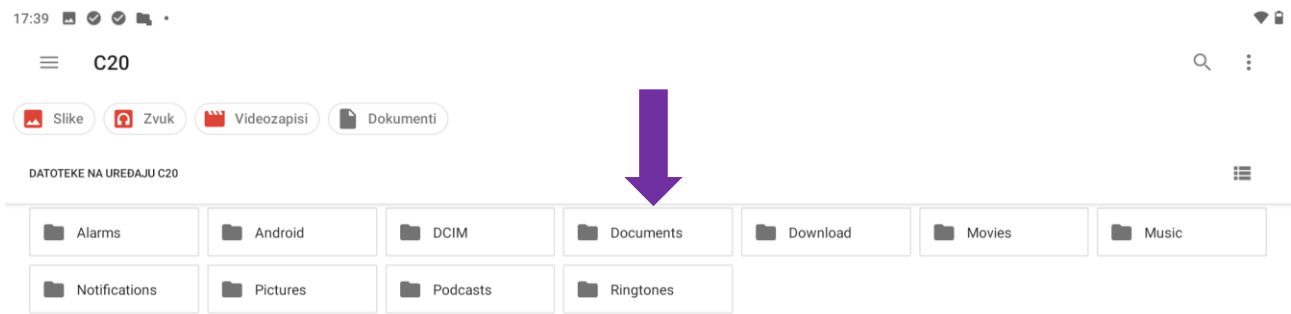 17:39
C20
Slike Zvuk Videozapisi Dokumenti
DATOTEKE NA UREĐAJU C20
Alarms Android DCIM Documents Download Movies Music
Notifications Pictures Podcasts Ringtones